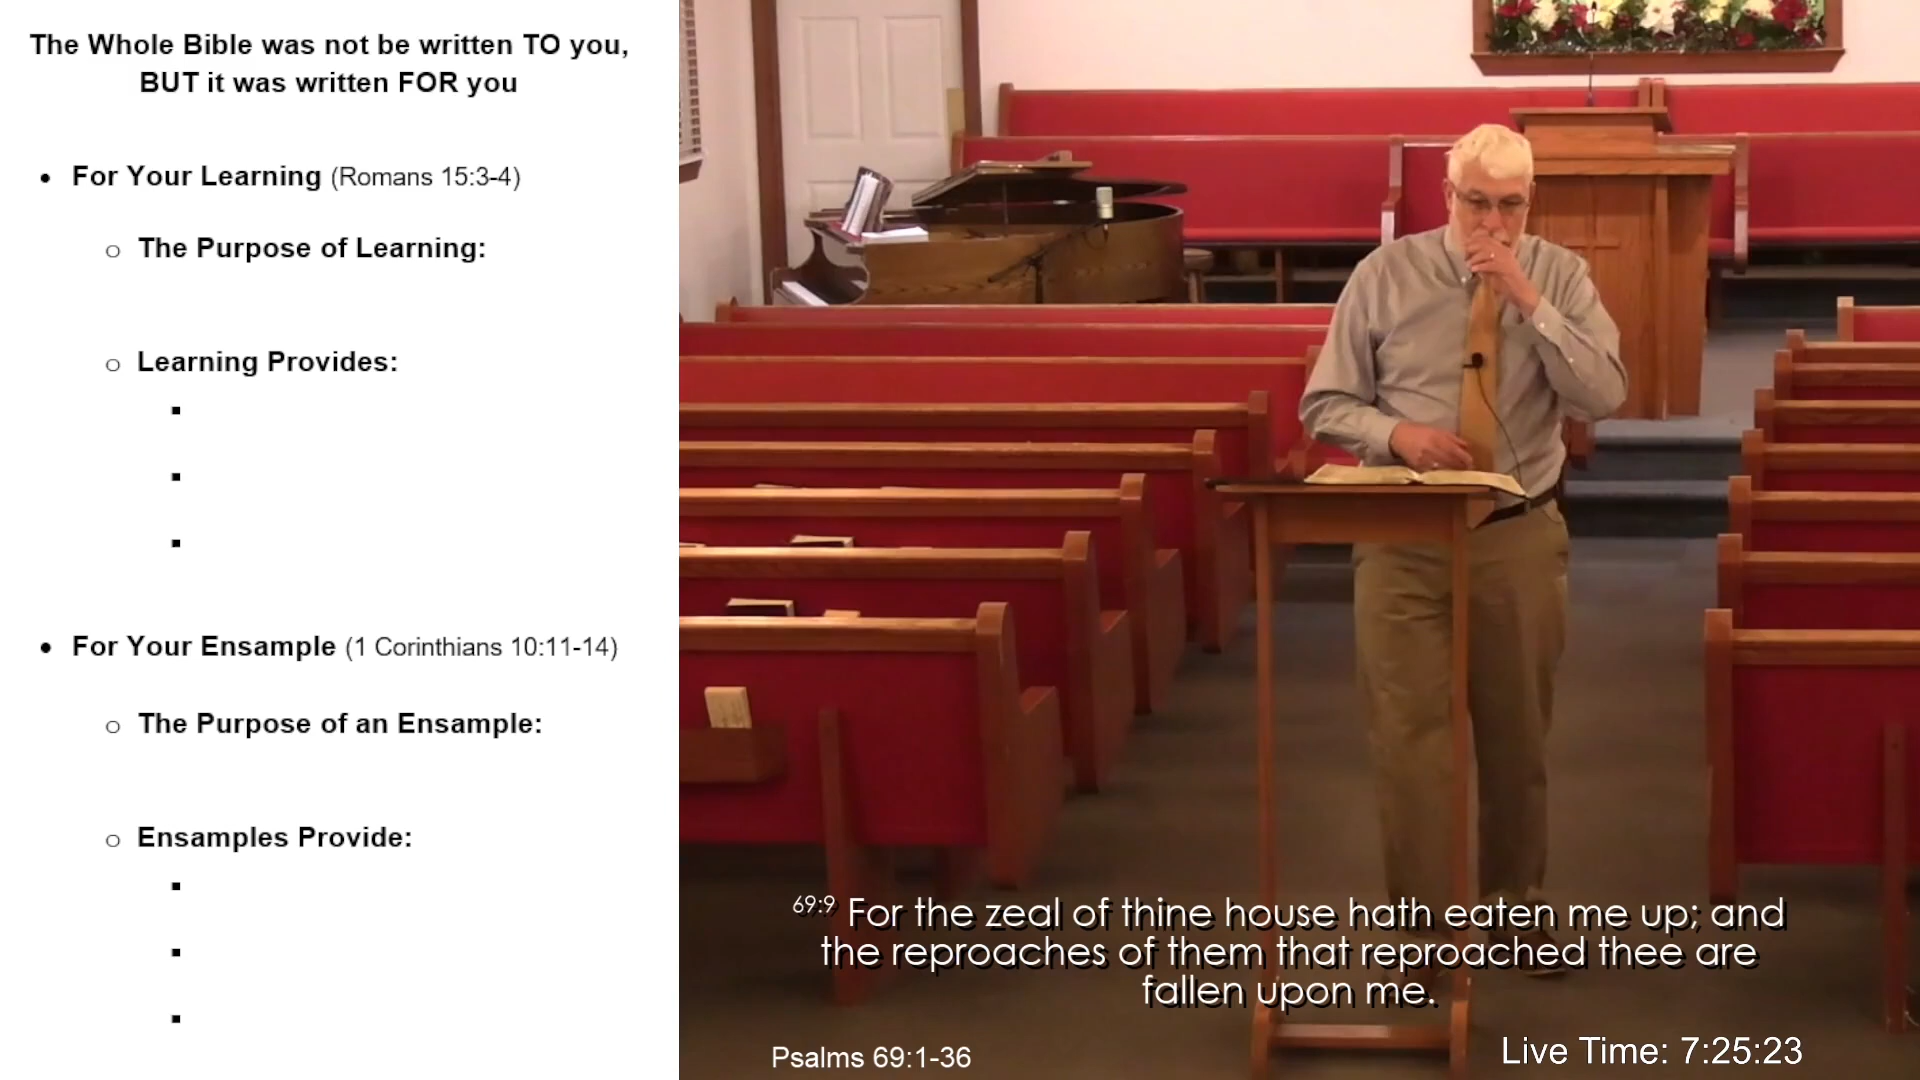 The Whole Bible was not be written TO you,
BUT it was written FOR you
• For Your Learning (Romans 15:3-4)
o The Purpose of Learning:
o Learning Provides:
▪
▪
▪
• For Your Ensample (1 Corinthians 10:11-14)
o The Purpose of an Ensample:
o Ensamples Provide:
▪
▪
▪
69:9 For the zeal of thine house hath eaten me up; and
the reproaches of them that reproached thee are
fallen upon me.
Psalms 69:1-36
Live Time: 7:25:23